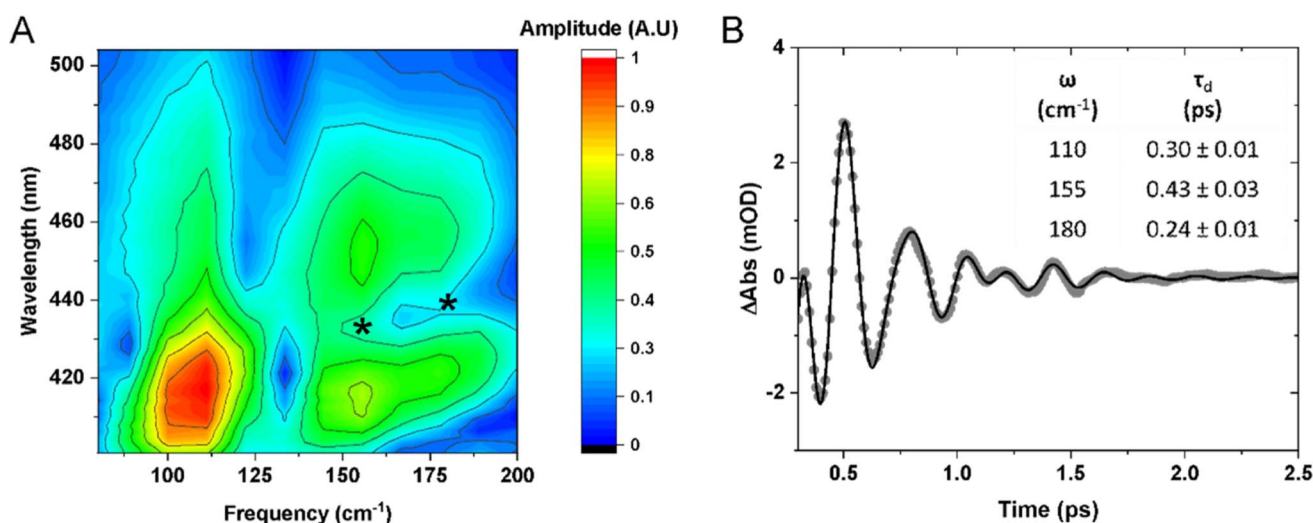 A
Amplitude (A.U)
Wavelength (nm)
500
480
460
440
420
*
*
100
125
150
175
200
Frequency (cm⁻¹)
1
0.9
0.8
0.7
0.6
0.5
0.4
0.3
0.2
0.1
0
B
ΔAbs (mOD)
4
2
0
-2
ω τd
(cm⁻¹) (ps)
110 0.30 ± 0.01
155 0.43 ± 0.03
180 0.24 ± 0.01
0.5
1.0
1.5
2.0
2.5
Time (ps)